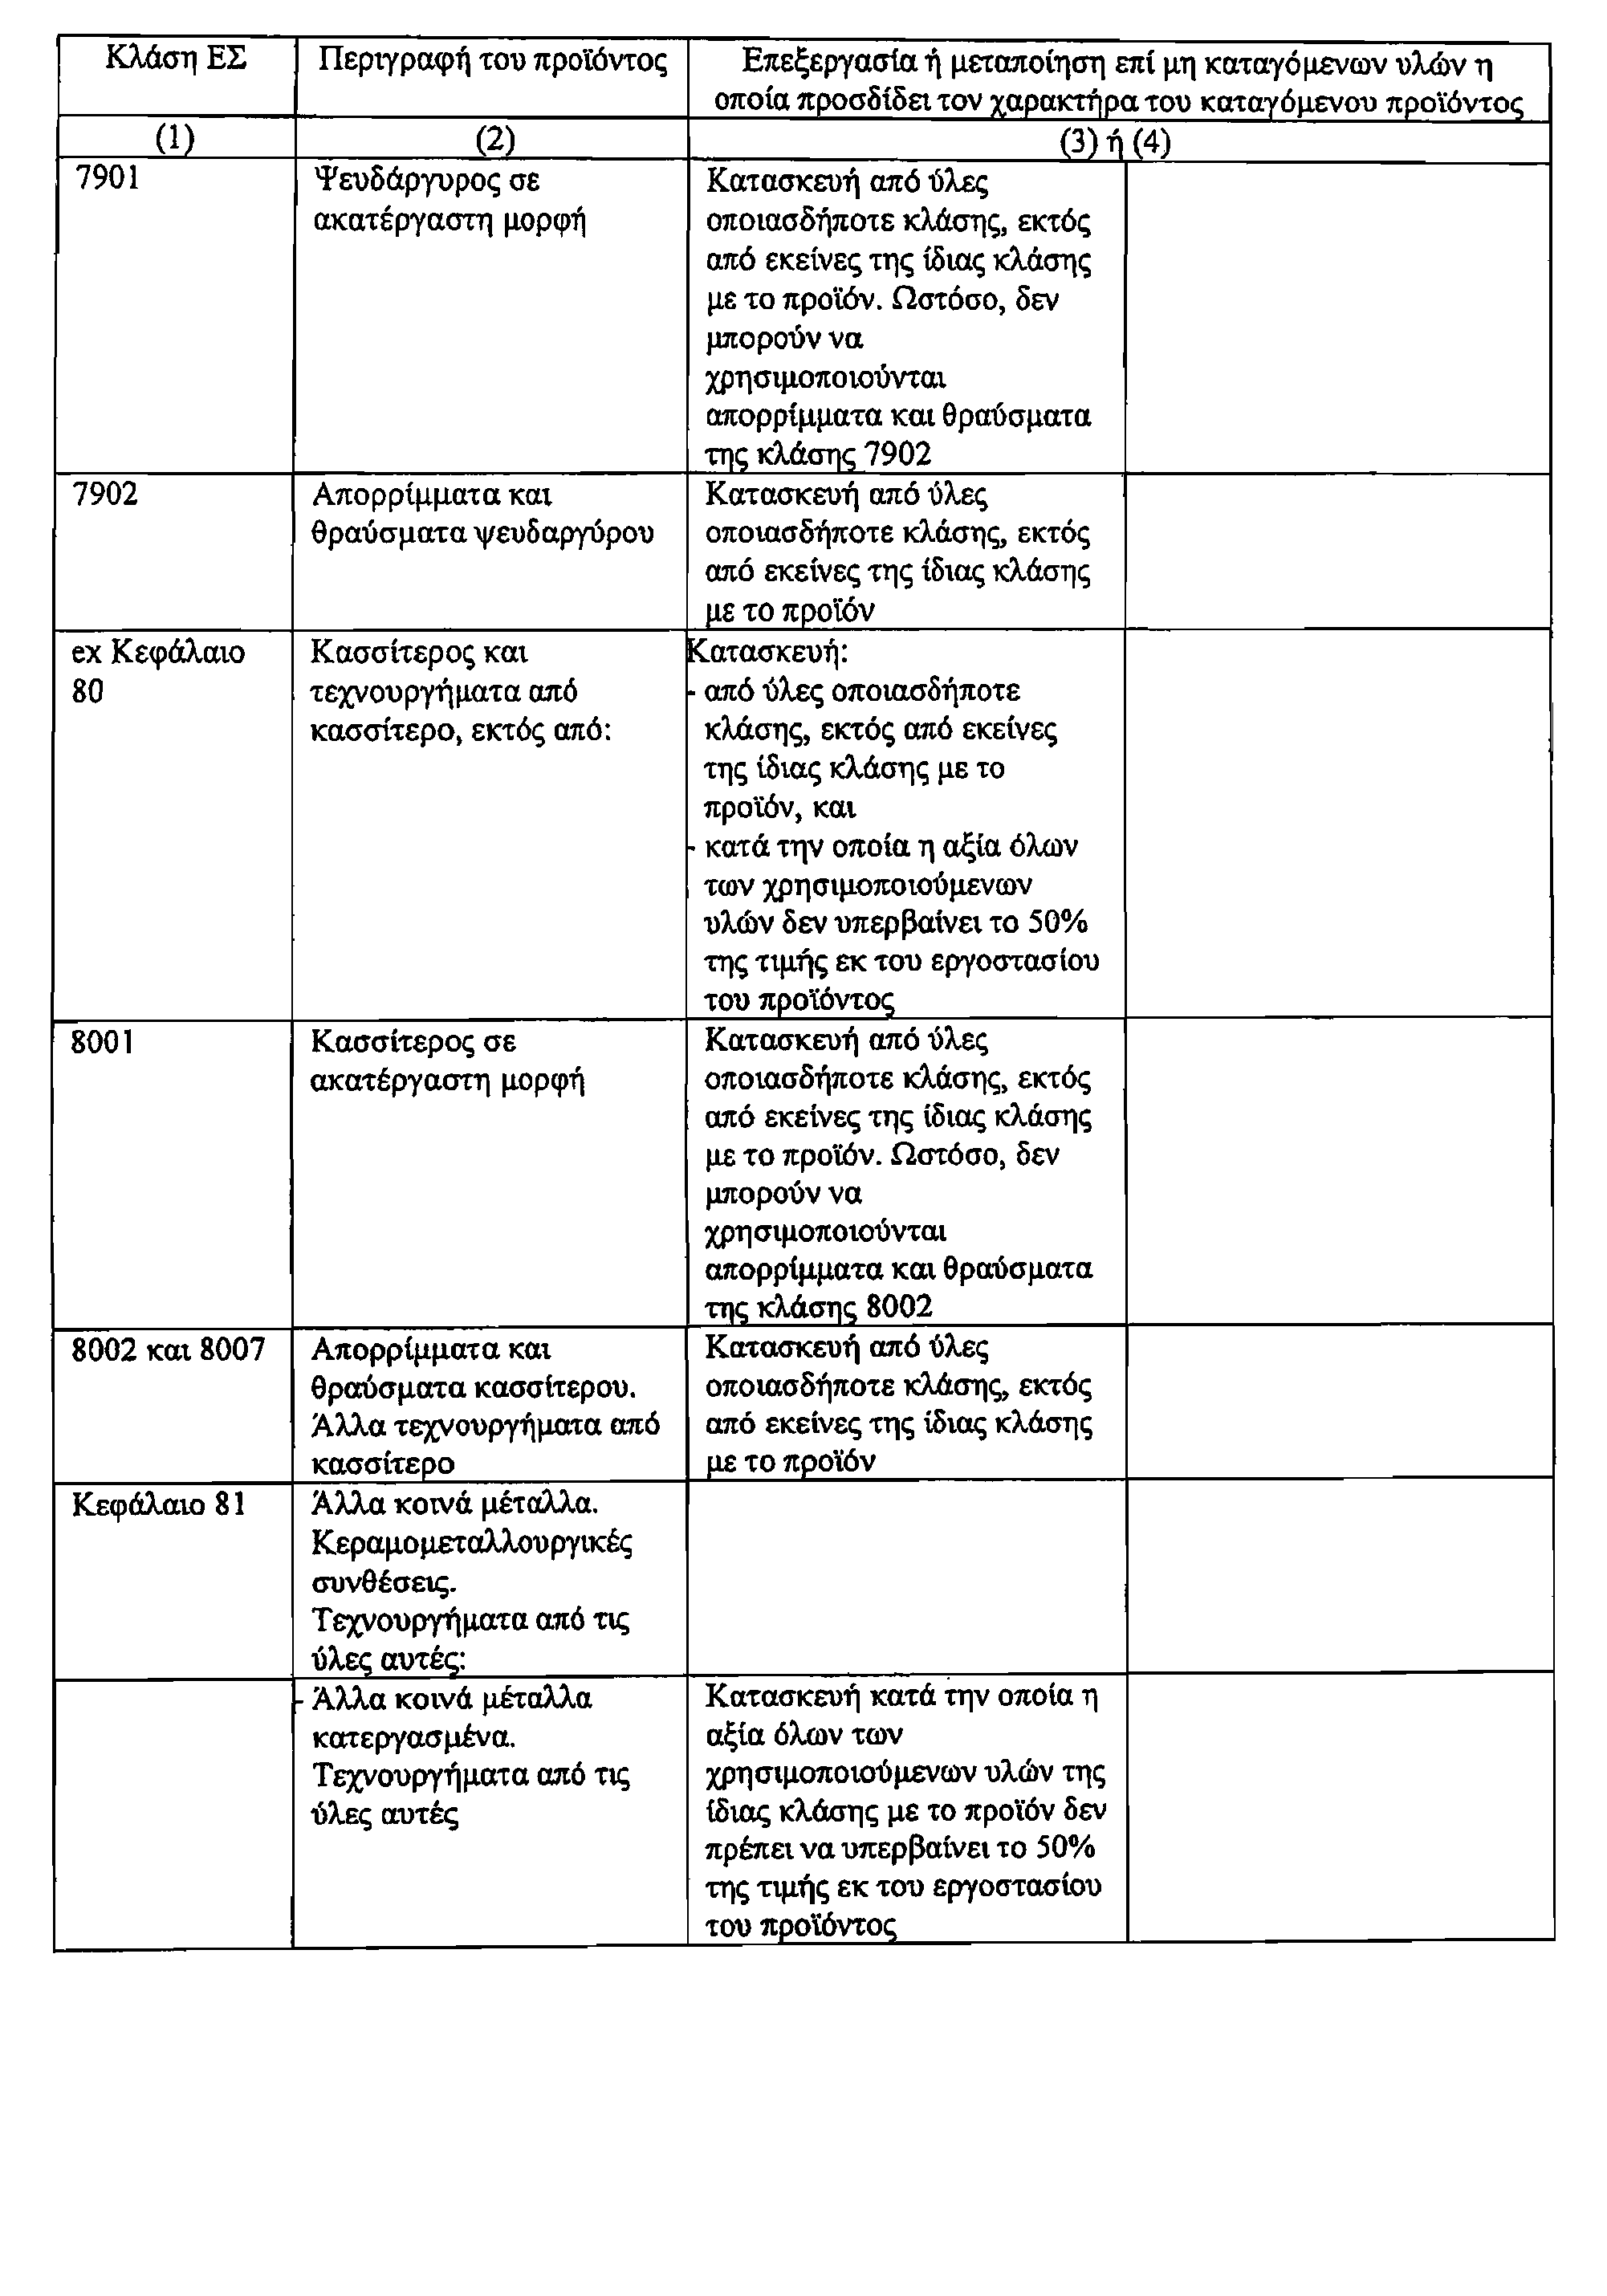 Κλάση ΕΣ
Περιγραφή του προϊόντος
Επεξεργασία ή μεταποίηση επί μη καταγόμενων υλών η
οποία προσδίδει τον χαρακτήρα του καταγόμενου προϊόντος
(1)
(2)
(3) ή (4)
7901
Ψευδάργυρος σε
ακατέργαστη μορφή
Κατασκευή από ύλες
οποιασδήποτε κλάσης, εκτός
από εκείνες της ίδιας κλάσης
με το προϊόν. Ωστόσο, δεν
μπορούν να
χρησιμοποιούνται
απορρίμματα και θραύσματα
της κλάσης 7902
7902
Απορρίμματα και
θραύσματα ψευδαργύρου
Κατασκευή από ύλες
οποιασδήποτε κλάσης, εκτός
από εκείνες της ίδιας κλάσης
με το προϊόν
ex Κεφάλαιο
80
Κασσίτερος και
τεχνουργήματα από
κασσίτερο, εκτός από:
Κατασκευή:
- από ύλες οποιασδήποτε
κλάσης, εκτός από εκείνες
της ίδιας κλάσης με το
προϊόν, και
- κατά την οποία η αξία όλων
των χρησιμοποιούμενων
υλών δεν υπερβαίνει το 50%
της τιμής εκ του εργοστασίου
του προϊόντος
8001
Κασσίτερος σε
ακατέργαστη μορφή
Κατασκευή από ύλες
οποιασδήποτε κλάσης, εκτός
από εκείνες της ίδιας κλάσης
με το προϊόν. Ωστόσο, δεν
μπορούν να
χρησιμοποιούνται
απορρίμματα και θραύσματα
της κλάσης 8002
8002 και 8007
Απορρίμματα και
θραύσματα κασσίτερου.
Άλλα τεχνουργήματα από
κασσίτερο
Κατασκευή από ύλες
οποιασδήποτε κλάσης, εκτός
από εκείνες της ίδιας κλάσης
με το προϊόν
Κεφάλαιο 81
Άλλα κοινά μέταλλα.
Κεραμομεταλλουργικές
συνθέσεις.
Τεχνουργήματα από τις
ύλες αυτές:
- Άλλα κοινά μέταλλα
κατεργασμένα.
Τεχνουργήματα από τις
ύλες αυτές
Κατασκευή κατά την οποία η
αξία όλων των
χρησιμοποιούμενων υλών της
ίδιας κλάσης με το προϊόν δεν
πρέπει να υπερβαίνει το 50%
της τιμής εκ του εργοστασίου
του προϊόντος